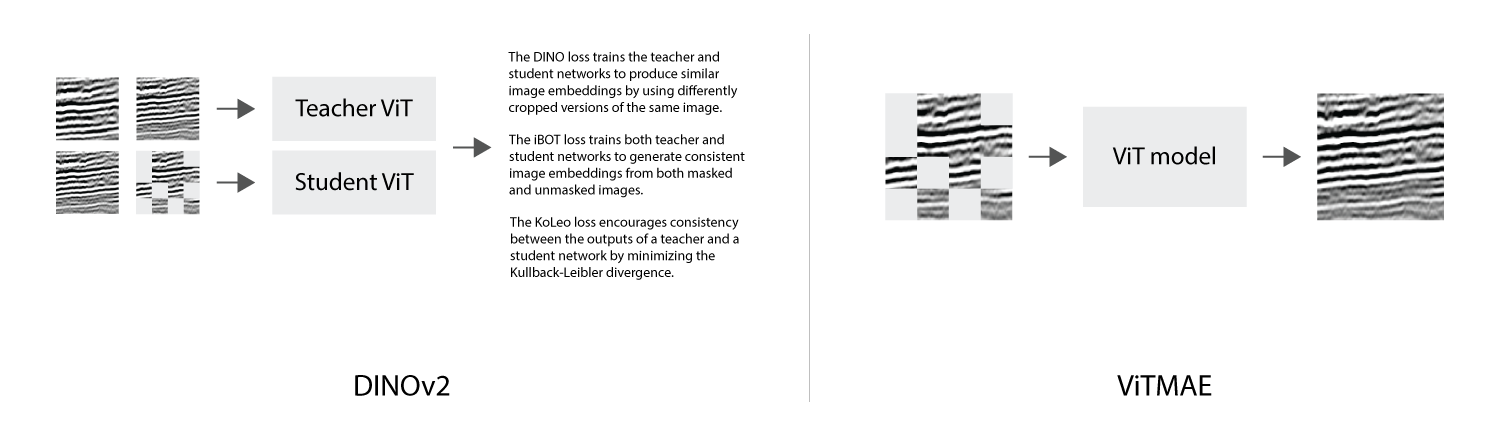 The DINO loss trains the teacher and
student networks to produce similar
image embeddings by using differently
cropped versions of the same image.
Teacher ViT
The iBOT loss trains both teacher and
student networks to generate consistent
image embeddings from both masked
and unmasked images.
Student ViT
The KoLeo loss encourages consistency
between the outputs of a teacher and a
student network by minimizing the
Kullback-Leibler divergence.
DINOv2
ViT model
ViTMAE